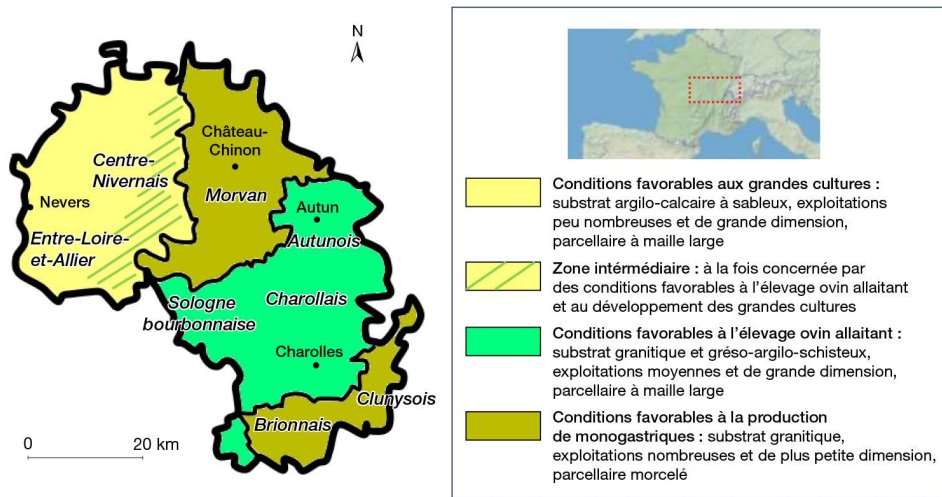 N
Château-
Chinon
Centre-
Nivernais
Morvan
Nevers
Autun
Entre-Loire-
et-Allier
Autunois
Sologne
bourbonnaise
Charollais
Charolles
Clunysois
Brionnais
0
20 km
Conditions favorables aux grandes cultures :
substrat argilo-calcaire à sableux, exploitations
peu nombreuses et de grande dimension,
parcellaire à maille large
Zone intérmédiaire : à la fois concernée par
des conditions favorables à l’élevage ovin allaitant
et au développement des grandes cultures
Conditions favorables à l’élevage ovin allaitant :
substrat granitique et gréso-argilo-schisteux,
exploitations moyennes et de grande dimension,
parcellaire à maille large
Conditions favorables à la production
de monogastriques : substrat granitique,
exploitations nombreuses et de plus petite dimension,
parcellaire morcelé